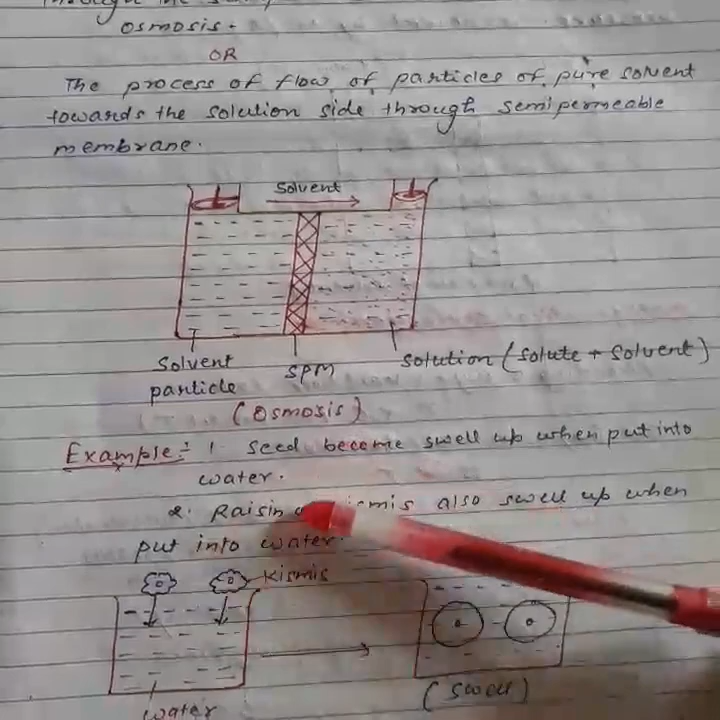 through the
osmosis.
OR
The process of flow of particles of pure solvent
towards the solution side through semipermeable
membrane.
Solvent
Solvent
particle
SPM
Solution (Solute + Solvent)
(Osmosis)
Example:- 1. Seed become swell up when put into
water.
2. Raisin also swell up when
put into water.
Kismis
water
(Swell)